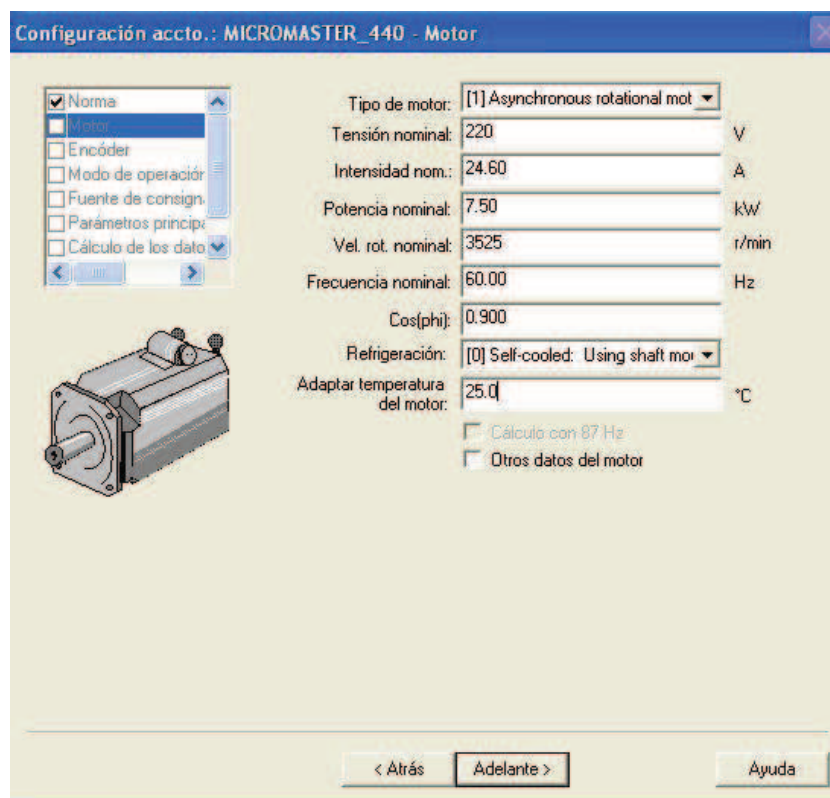 Configuración accto.: MICROMASTER_440 - Motor
Norma
Motor
Encóder
Modo de operación
Fuente de consign
Parámetros principa
Cálculo de los dato
Tipo de motor: [1] Asynchronous rotational mot
Tensión nominal: 220 V
Intensidad nom.: 24.60 A
Potencia nominal: 7.50 kW
Vel. rot. nominal: 3525 r/min
Frecuencia nominal: 60.00 Hz
Cos(phi): 0.900
Refrigeración: [0] Self-cooled: Using shaft mou
Adaptar temperatura
del motor: 25.0 °C
Cálculo con 87 Hz
Otros datos del motor
< Atrás Adelante > Ayuda